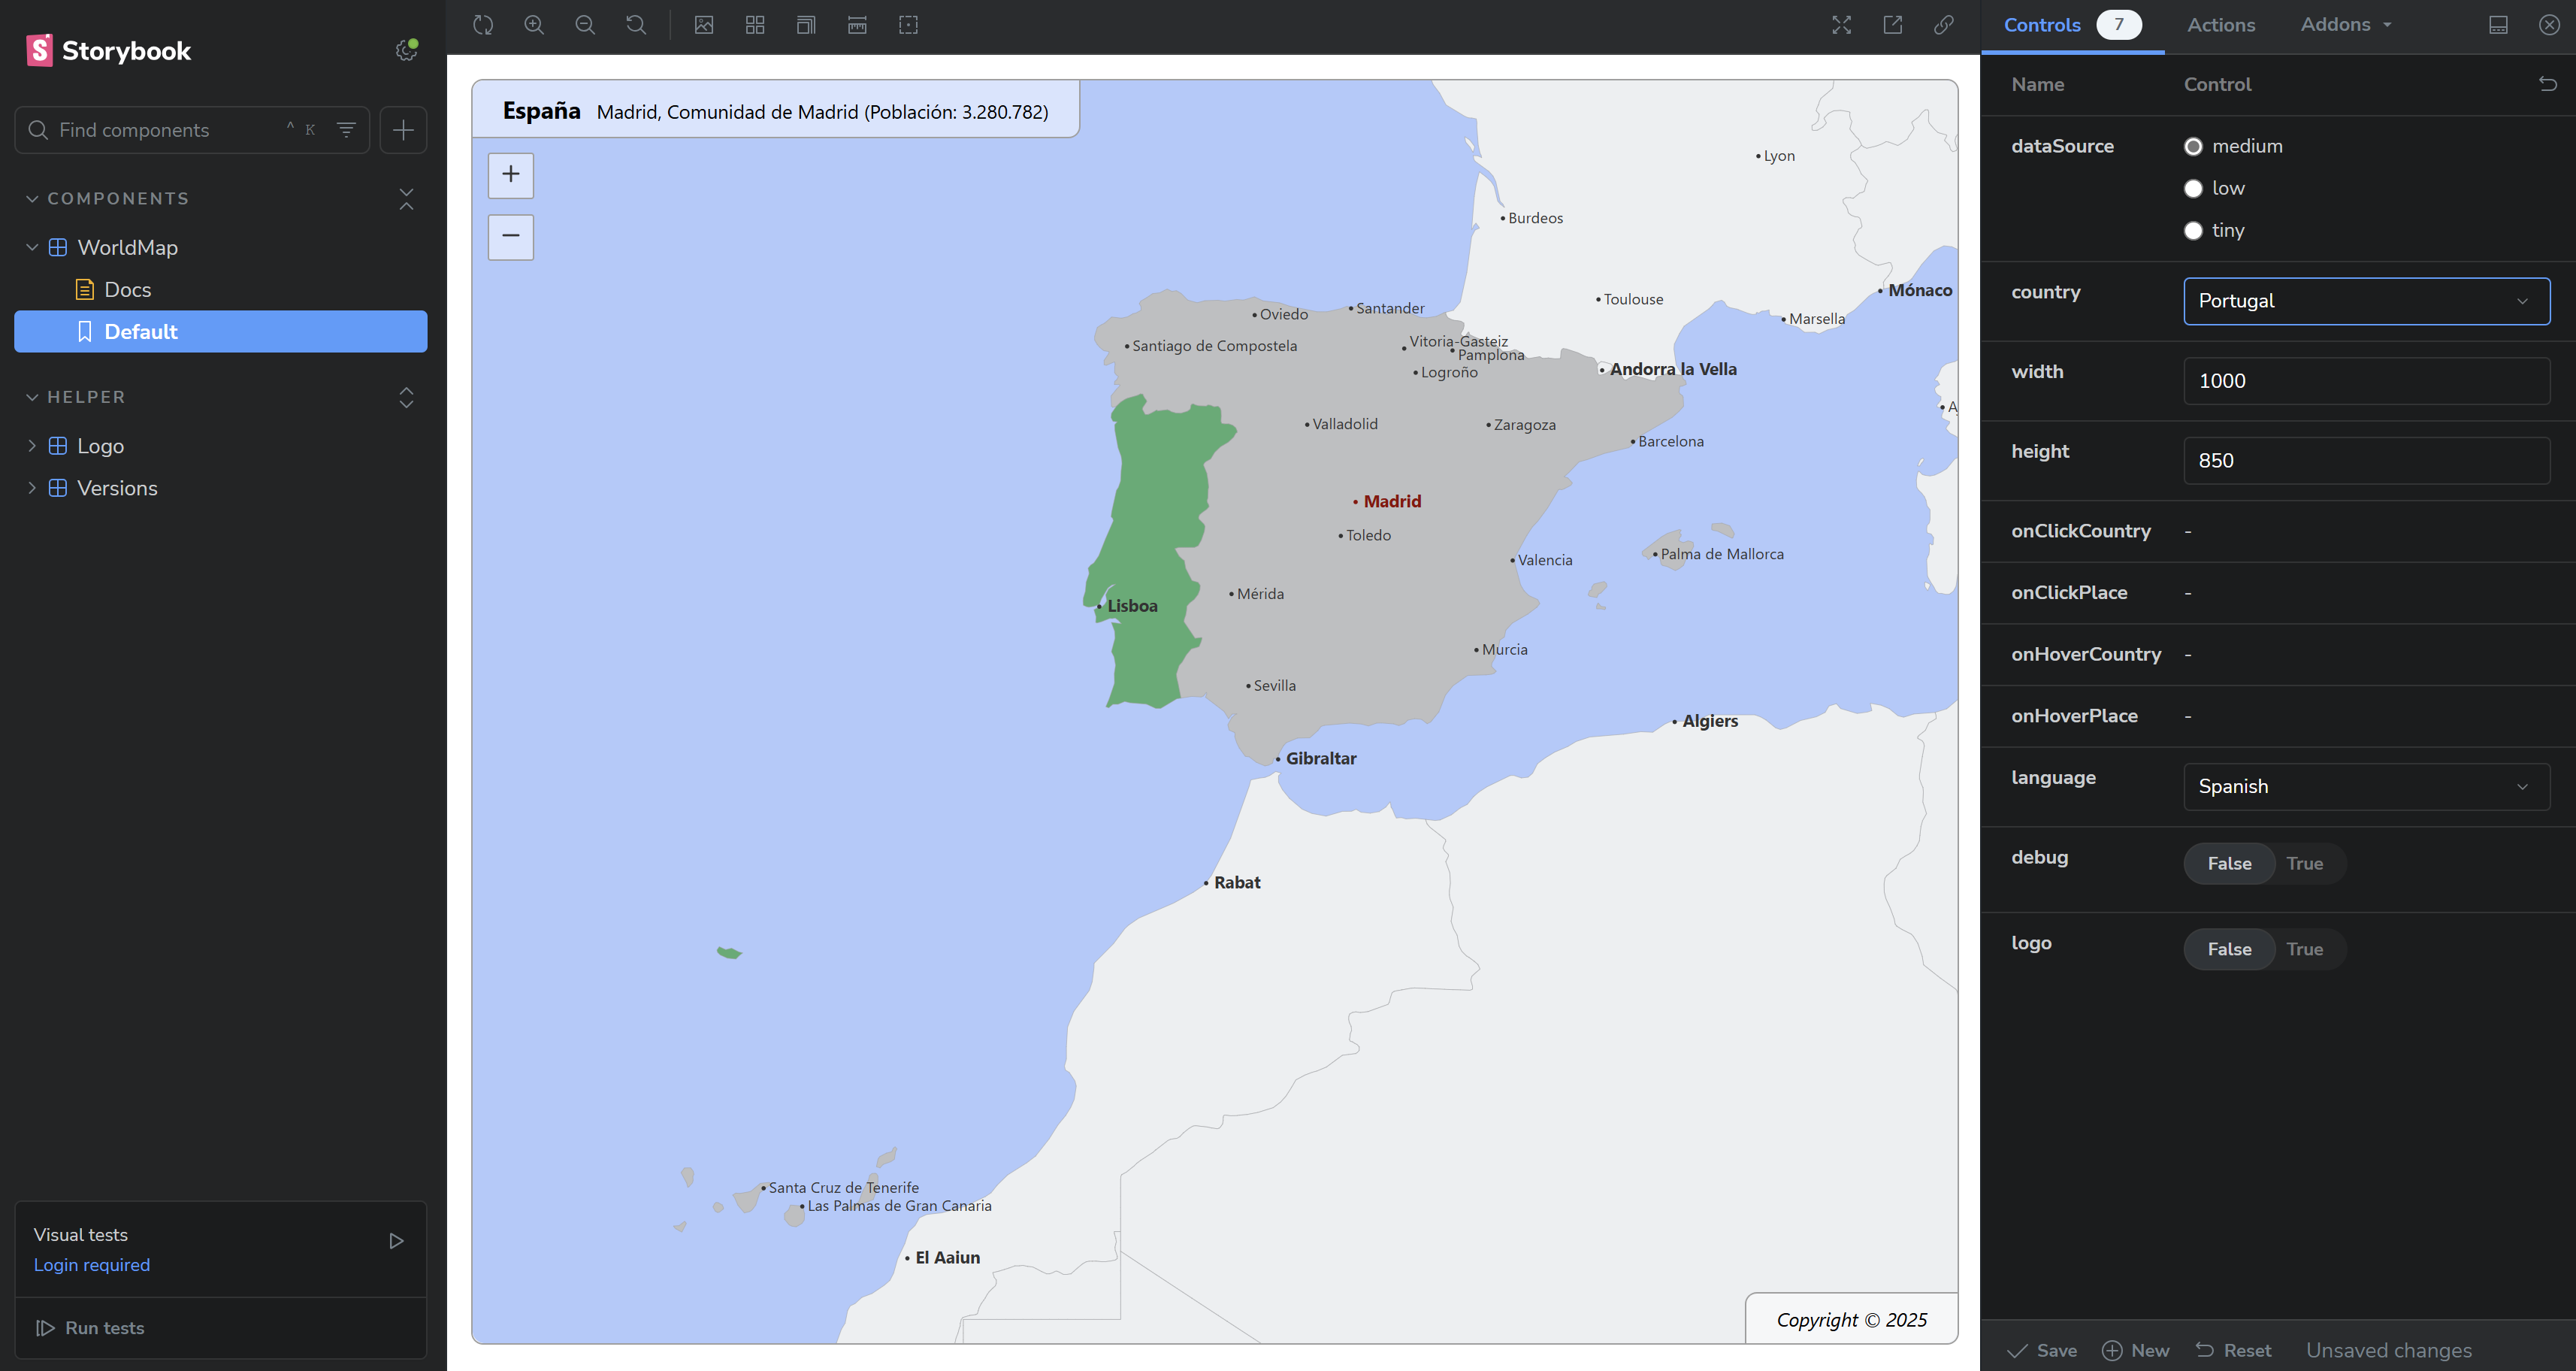 Storybook
Find components
^ K
COMPONENTS
WorldMap
Docs
Default
HELPER
Logo
Versions
Visual tests
Login required
Run tests
España Madrid, Comunidad de Madrid (Población: 3.280.782)
+
−
Lyon
Burdeos
Mónaco
Toulouse
Santander
Oviedo
Marsella
Vitoria-Gasteiz
Santiago de Compostela
Pamplona
Andorra la Vella
Logroño
A
Valladolid
Zaragoza
Barcelona
Madrid
Toledo
Palma de Mallorca
Valencia
Mérida
Lisboa
Murcia
Sevilla
Algiers
Gibraltar
Rabat
Santa Cruz de Tenerife
Las Palmas de Gran Canaria
El Aaiun
Copyright © 2025
Controls 7 Actions Addons
Name Control
dataSource medium
low
tiny
country Portugal
width 1000
height 850
onClickCountry -
onClickPlace -
onHoverCountry -
onHoverPlace -
language Spanish
debug False True
logo False True
Save New Reset Unsaved changes